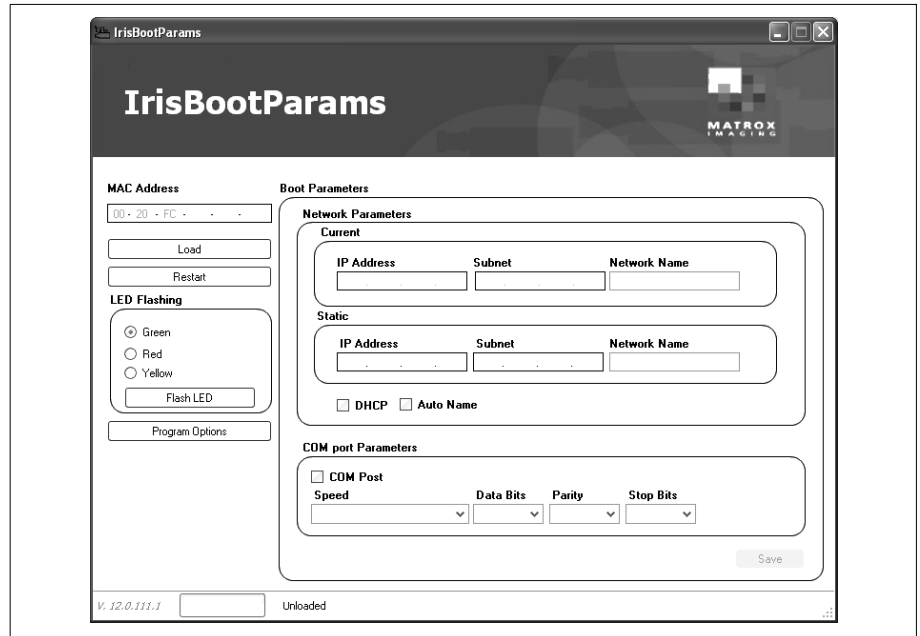 IrisBootParams
IrisBootParams
MATROX
IMAGING
MAC Address
00 - 20 - FC - - -
Load
Restart
LED Flashing
Green
Red
Yellow
Flash LED
Program Options
Boot Parameters
Network Parameters
Current
IP Address Subnet Network Name
. . . . . .
Static
IP Address Subnet Network Name
. . . . . .
DHCP Auto Name
COM port Parameters
COM Post
Speed Data Bits Parity Stop Bits
Save
V. 12.0.111.1 Unloaded